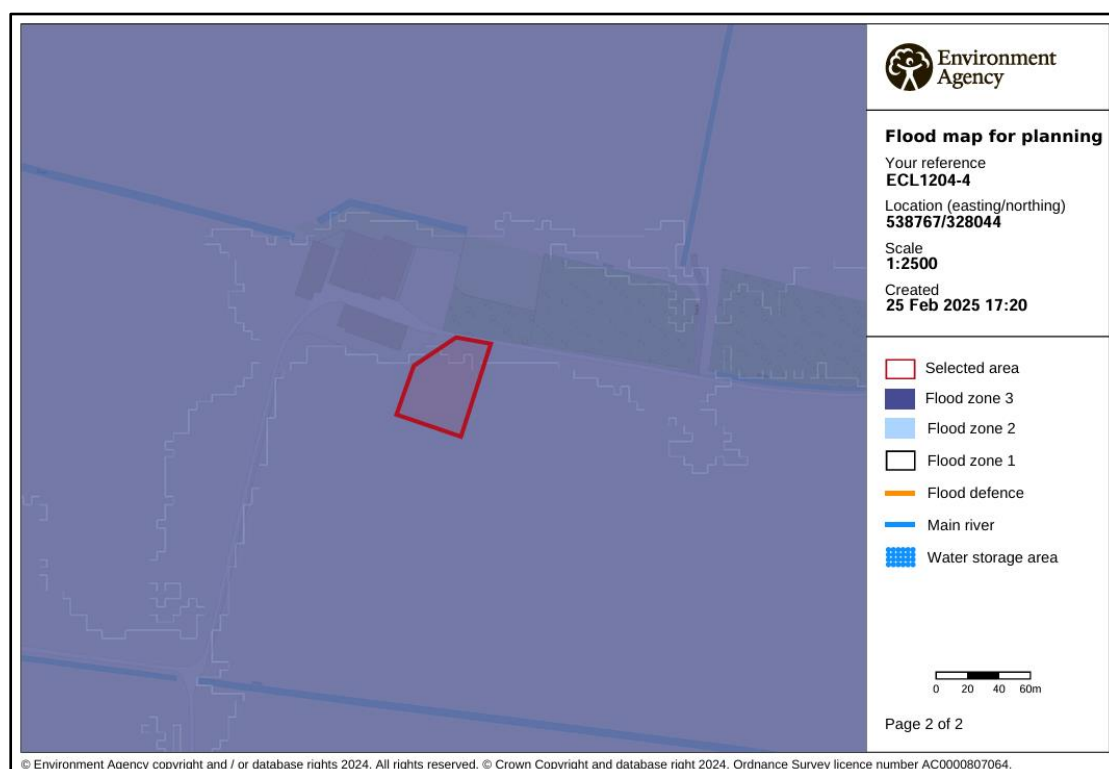 Environment
Agency
Flood map for planning
Your reference
ECL1204-4
Location (easting/northing)
538767/328044
Scale
1:2500
Created
25 Feb 2025 17:20
Selected area
Flood zone 3
Flood zone 2
Flood zone 1
Flood defence
Main river
Water storage area
0 20 40 60m
Page 2 of 2
© Environment Agency copyright and / or database rights 2024. All rights reserved. © Crown Copyright and database right 2024. Ordnance Survey licence number AC0000807064.